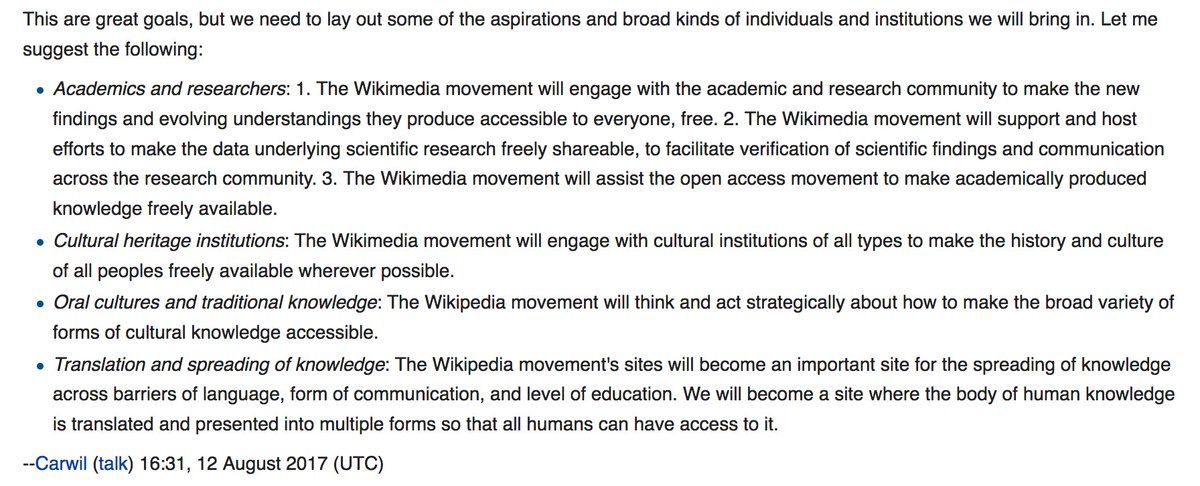 This are great goals, but we need to lay out some of the aspirations and broad kinds of individuals and institutions we will bring in. Let me
suggest the following:
• Academics and researchers: 1. The Wikimedia movement will engage with the academic and research community to make the new
findings and evolving understandings they produce accessible to everyone, free. 2. The Wikimedia movement will support and host
efforts to make the data underlying scientific research freely shareable, to facilitate verification of scientific findings and communication
across the research community. 3. The Wikimedia movement will assist the open access movement to make academically produced
knowledge freely available.
• Cultural heritage institutions: The Wikimedia movement will engage with cultural institutions of all types to make the history and culture
of all peoples freely available wherever possible.
• Oral cultures and traditional knowledge: The Wikipedia movement will think and act strategically about how to make the broad variety of
forms of cultural knowledge accessible.
• Translation and spreading of knowledge: The Wikipedia movement's sites will become an important site for the spreading of knowledge
across barriers of language, form of communication, and level of education. We will become a site where the body of human knowledge
is translated and presented into multiple forms so that all humans can have access to it.
--Carwil (talk) 16:31, 12 August 2017 (UTC)